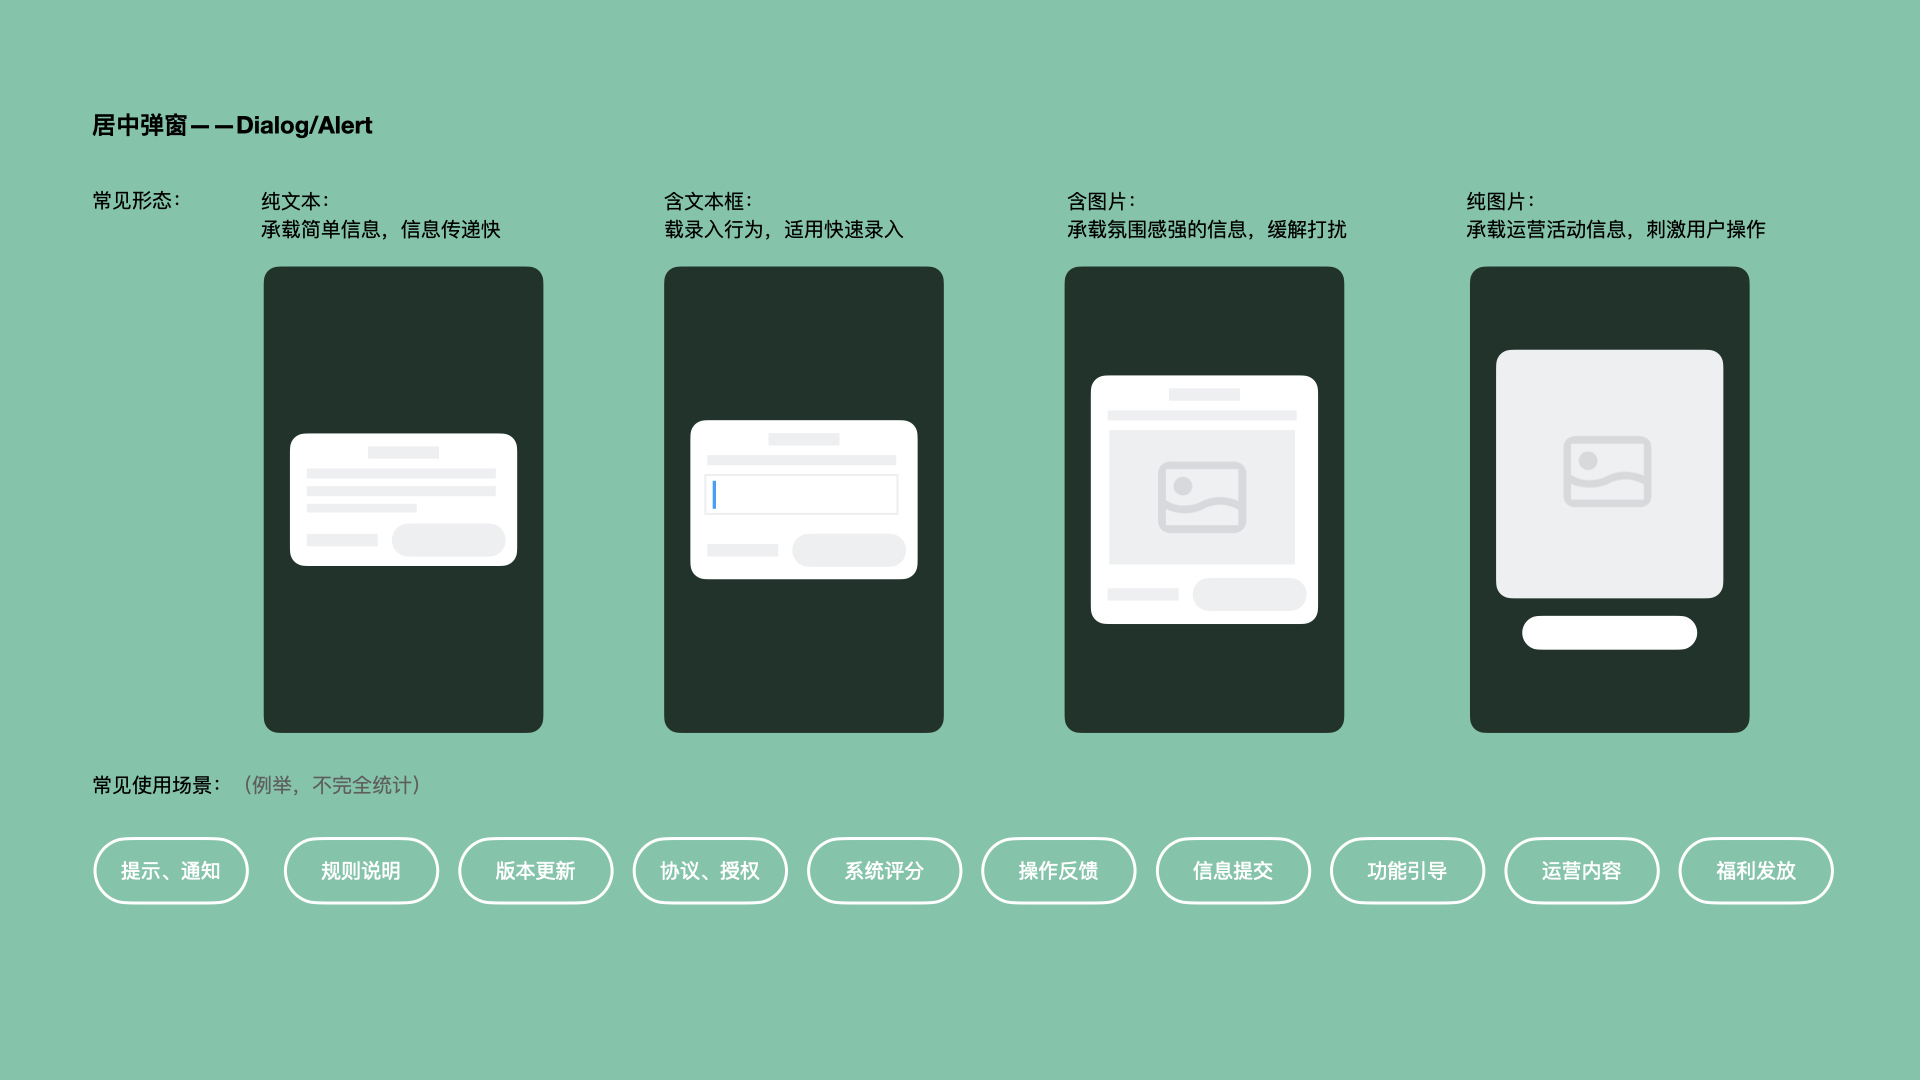 居中弹窗——Dialog/Alert
常见形态：
纯文本：
承载简单信息，信息传递快
含文本框：
载录入行为，适用快速录入
含图片：
承载氛围感强的信息，缓解打扰
纯图片：
承载运营活动信息，刺激用户操作
常见使用场景：（例举，不完全统计）
提示、通知
规则说明
版本更新
协议、授权
系统评分
操作反馈
信息提交
功能引导
运营内容
福利发放